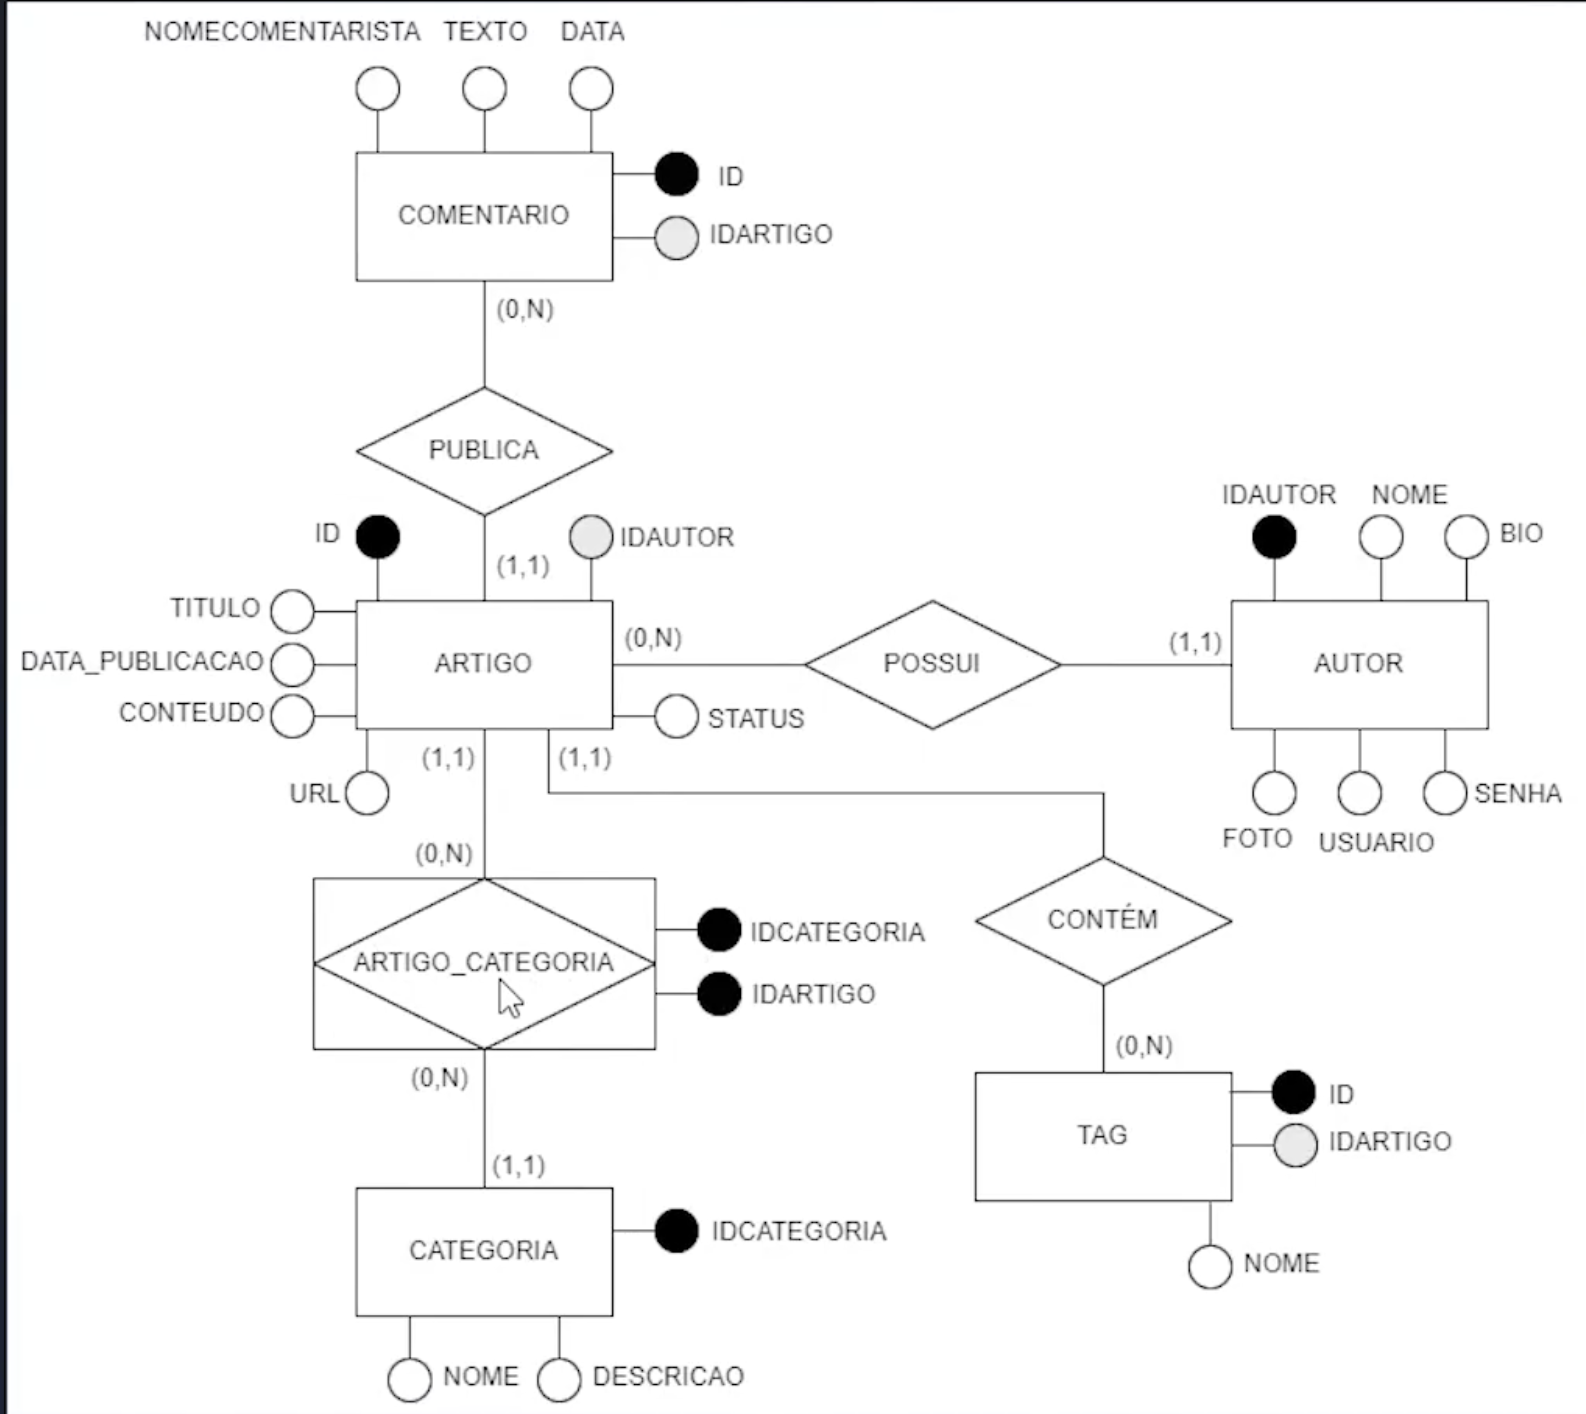 NOMECOMENTARISTA TEXTO DATA
ID
COMENTARIO
IDARTIGO
(0,N)
PUBLICA
ID
IDAUTOR
(1,1)
IDAUTOR NOME
BIO
TITULO
DATA_PUBLICACAO
CONTEUDO
ARTIGO
(0,N)
POSSUI
(1,1)
AUTOR
STATUS
(1,1)
(1,1)
URL
FOTO
USUARIO
SENHA
(0,N)
ARTIGO_CATEGORIA
IDCATEGORIA
IDARTIGO
CONTÉM
(0,N)
(0,N)
TAG
ID
IDARTIGO
NOME
(1,1)
CATEGORIA
IDCATEGORIA
NOME
DESCRICAO